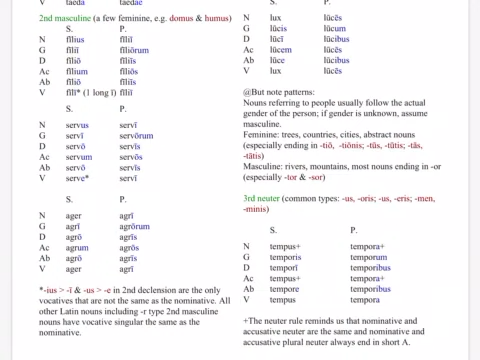 V taeda taedae
2nd masculine (a few feminine, e.g. domus & humus)
S. P.
N fīlius fīliī
G fīliī fīliōrum
D fīliō fīliīs
Ac fīlium fīliōs
Ab fīliō fīliīs
V fīlī* (1 long ī) fīliī
S. P.
N servus servī
G servī servōrum
D servō servīs
Ac servum servōs
Ab servō servīs
V serve* servī
S. P.
N ager agrī
G agrī agrōrum
D agrō agrīs
Ac agrum agrōs
Ab agrō agrīs
V ager agrī
*-ius > -ī & -us > -e in 2nd declension are the only
vocatives that are not the same as the nominative. All
other Latin nouns including -r type 2nd masculine
nouns have vocative singular the same as the
nominative.
S. P.
N lux lūcēs
G lūcis lūcum
D lūcī lūcibus
Ac lūcem lūcēs
Ab lūce lūcibus
V lux lūcēs
@But note patterns:
Nouns referring to people usually follow the actual
gender of the person; if gender is unknown, assume
masculine.
Feminine: trees, countries, cities, abstract nouns
(especially ending in -tiō, -tiōnis; -tūs, -tūtis; -tās,
-tātis)
Masculine: rivers, mountains, most nouns ending in -or
(especially -tor & -sor)
3rd neuter (common types: -us, -oris; -us, -eris; -men,
-minis)
S. P.
N tempus+ tempora+
G temporis temporum
D temporī temporibus
Ac tempus+ tempora+
Ab tempore temporibus
V tempus tempora
+The neuter rule reminds us that nominative and
accusative neuter are the same and nominative and
accusative plural neuter always end in short A.